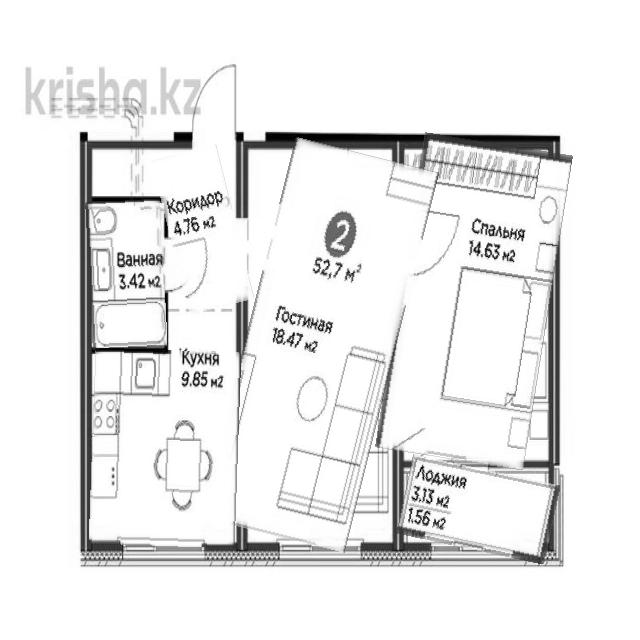 krisha.kz
Коридор
4.76 м2
Ванная
3.42 м2
Кухня
9.85 м2
2
52,7 м²
Гостиная
18.47 м2
Спальня
14.63 м2
Лоджия
3.13 м2
1.56 м2